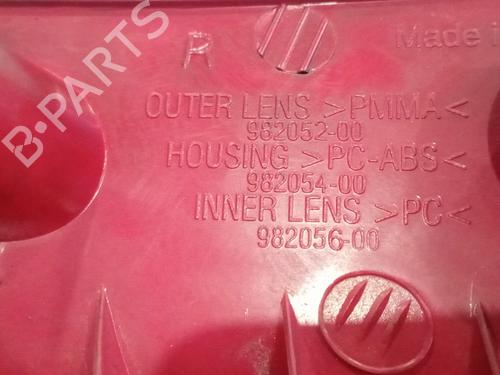 B-PARTS
R
Made i
OUTER LENS >PMMA<
982052-00
HOUSING >PC-ABS<
982054-00
INNER LENS >PC<
982056-00